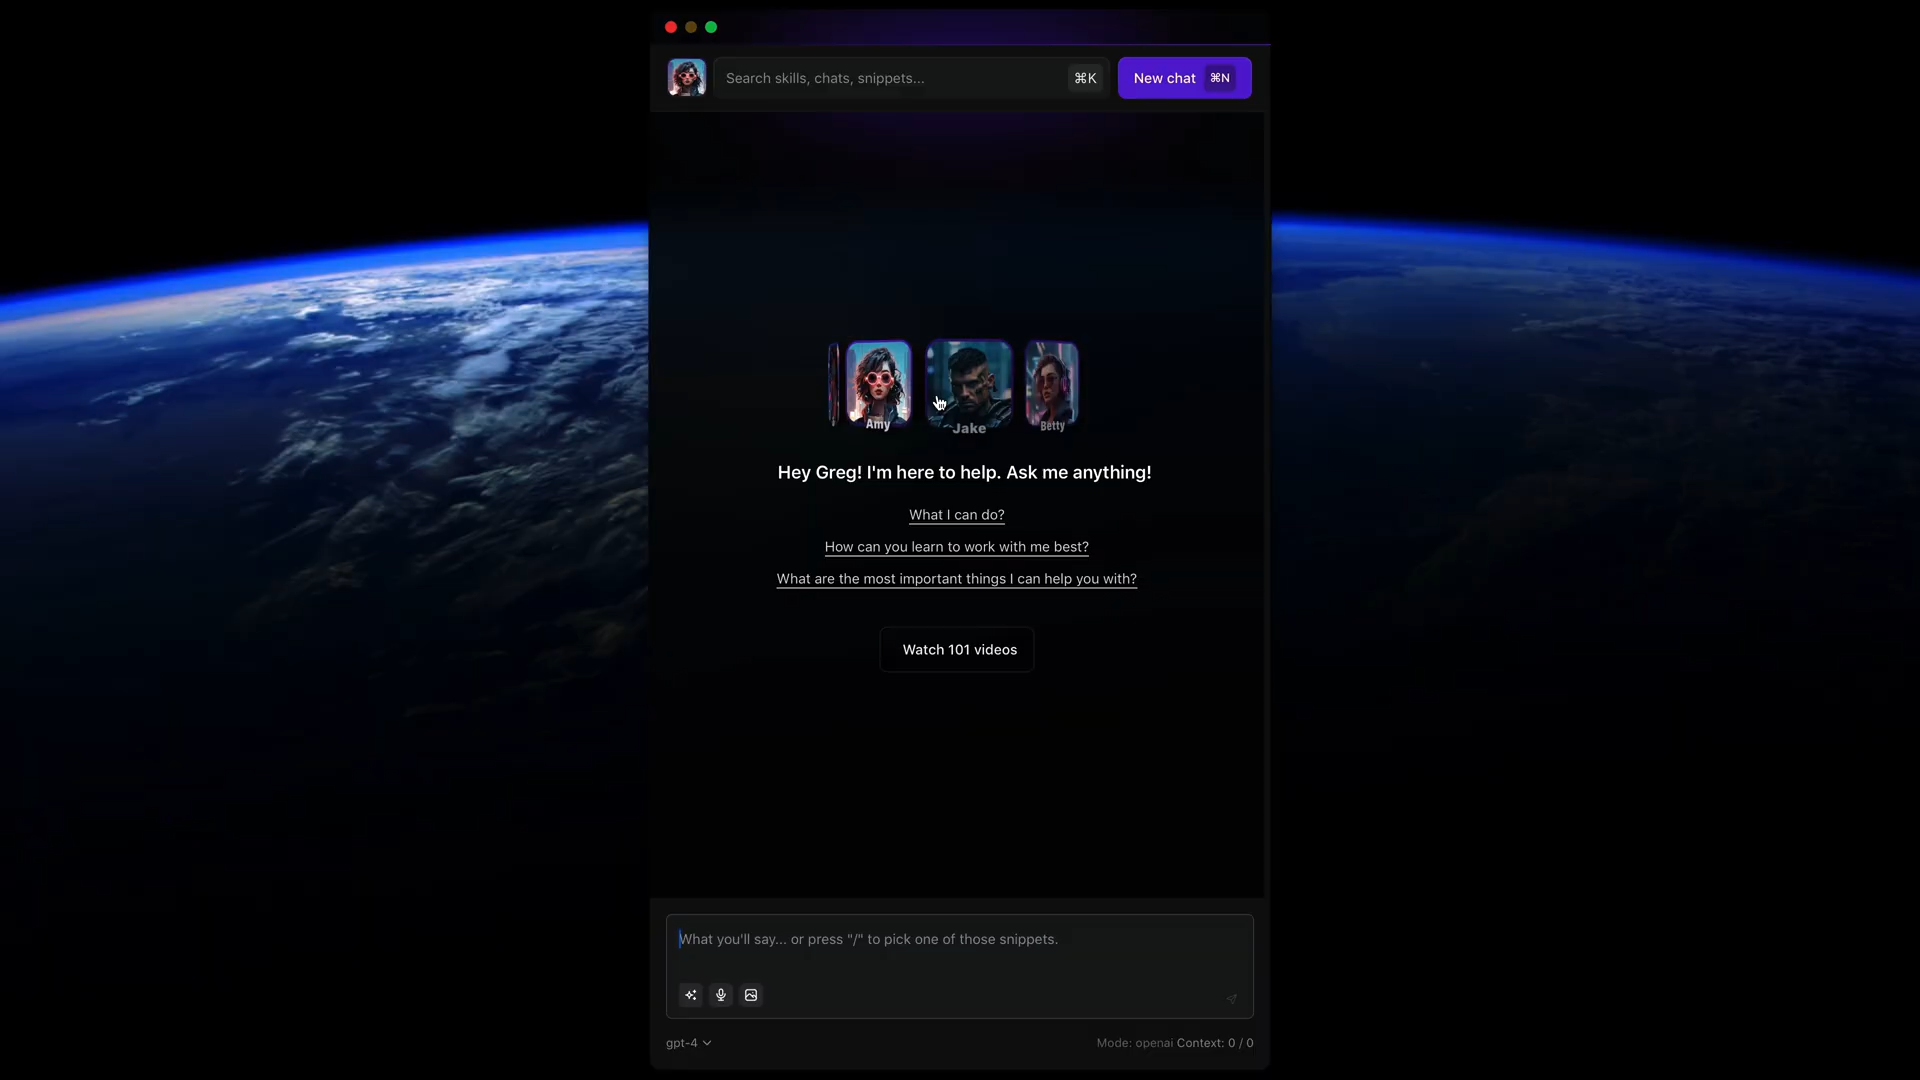 Search skills, chats, snippets... ⌘K New chat ⌘N
Amy Jake Betty
Hey Greg! I'm here to help. Ask me anything!
What I can do?
How can you learn to work with me best?
What are the most important things I can help you with?
Watch 101 videos
What you'll say... or press "/" to pick one of those snippets.
gpt-4 Mode: openai Context: 0 / 0